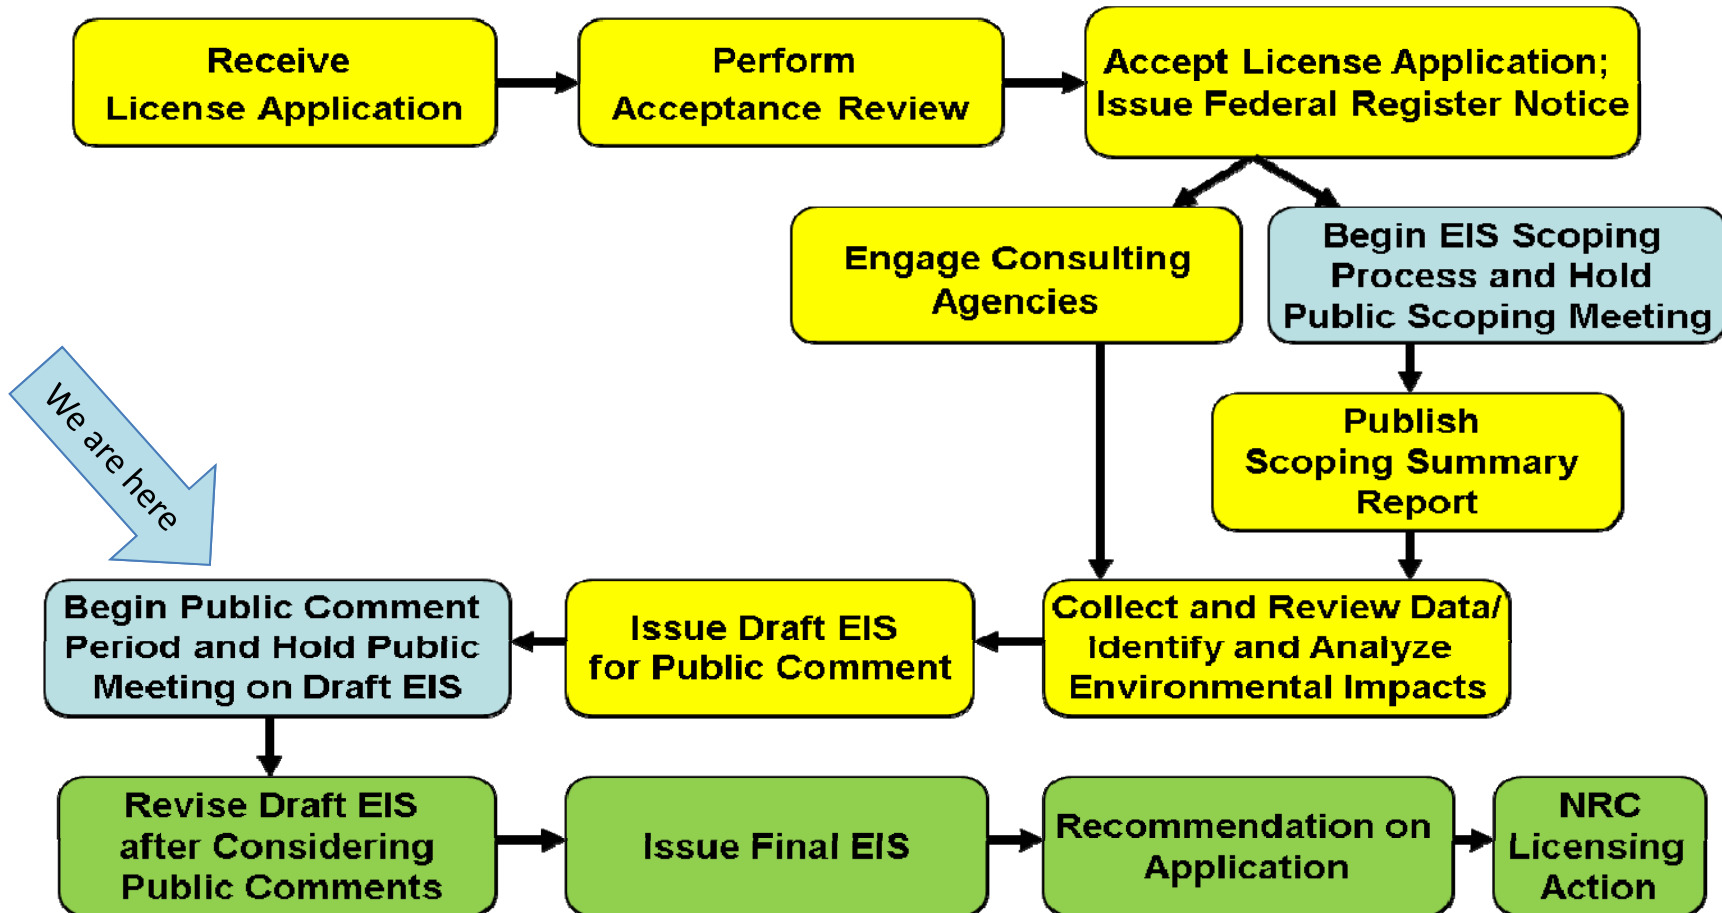 Receive
License Application
Perform
Acceptance Review
Accept License Application;
Issue Federal Register Notice
Engage Consulting
Agencies
Begin EIS Scoping
Process and Hold
Public Scoping Meeting
We are here
Publish
Scoping Summary
Report
Begin Public Comment
Period and Hold Public
Meeting on Draft EIS
Issue Draft EIS
for Public Comment
Collect and Review Data/
Identify and Analyze
Environmental Impacts
Revise Draft EIS
after Considering
Public Comments
Issue Final EIS
Recommendation on
Application
NRC
Licensing
Action